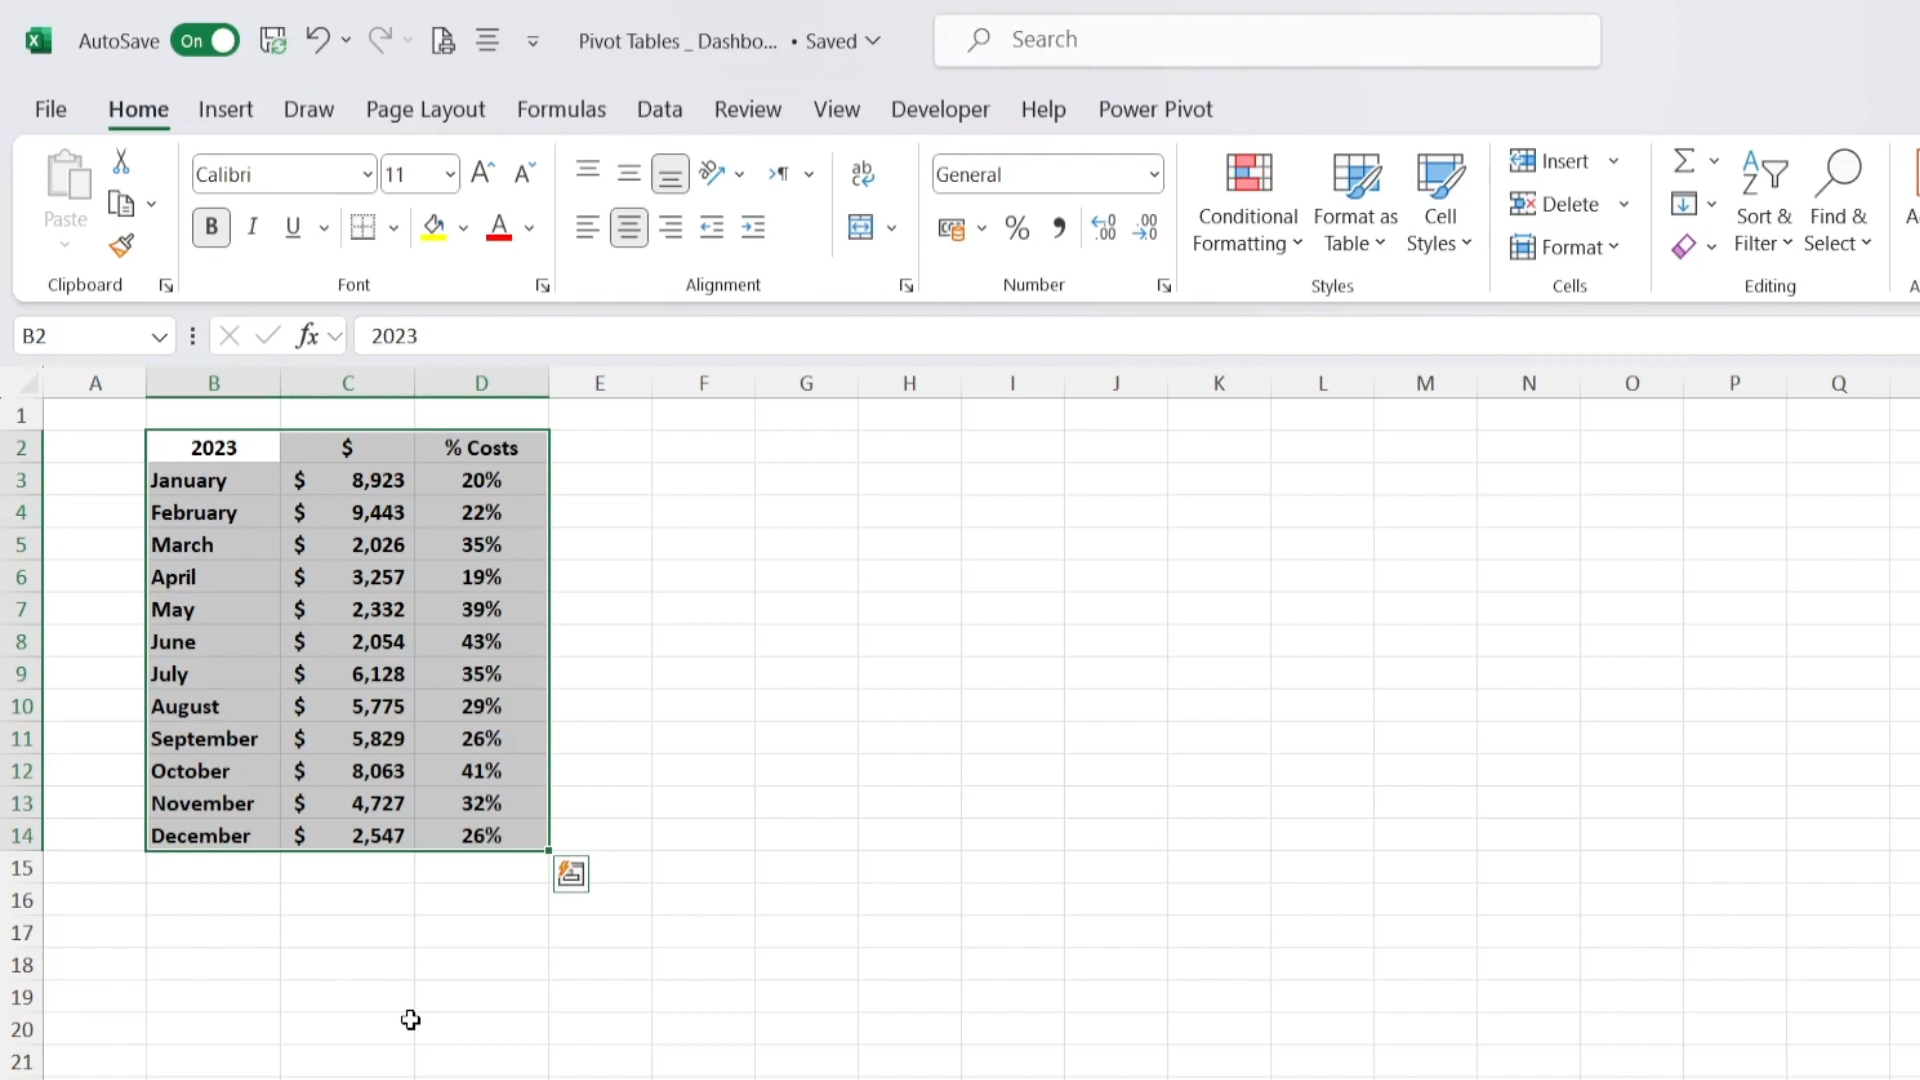 AutoSave On Pivot Tables _ Dashbo... • Saved Search
File Home Insert Draw Page Layout Formulas Data Review View Developer Help Power Pivot
Paste
Calibri 11
B I U
General
Conditional Formatting
Format as Table
Cell Styles
Insert
Delete
Format
Sort & Filter
Find & Select
Clipboard Font Alignment Number Styles Cells Editing
B2 fx 2023
A B C D E F G H I J K L M N O P Q
1
2 2023 $ % Costs
3 January $ 8,923 20%
4 February $ 9,443 22%
5 March $ 2,026 35%
6 April $ 3,257 19%
7 May $ 2,332 39%
8 June $ 2,054 43%
9 July $ 6,128 35%
10 August $ 5,775 29%
11 September $ 5,829 26%
12 October $ 8,063 41%
13 November $ 4,727 32%
14 December $ 2,547 26%
15
16
17
18
19
20
21